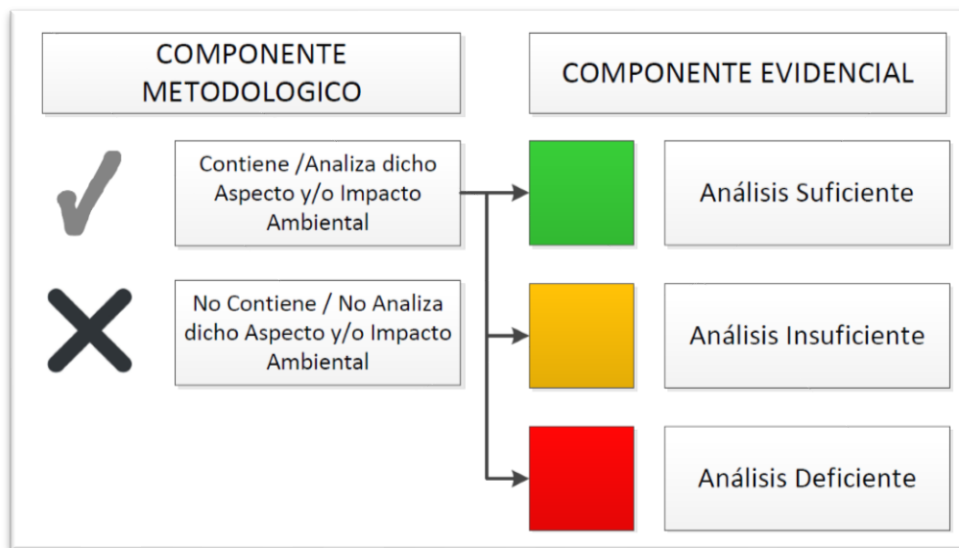 COMPONENTE
METODOLOGICO
COMPONENTE EVIDENCIAL
Contiene /Analiza dicho
Aspecto y/o Impacto
Ambiental
Análisis Suficiente
No Contiene / No Analiza
dicho Aspecto y/o Impacto
Ambiental
Análisis Insuficiente
Análisis Deficiente